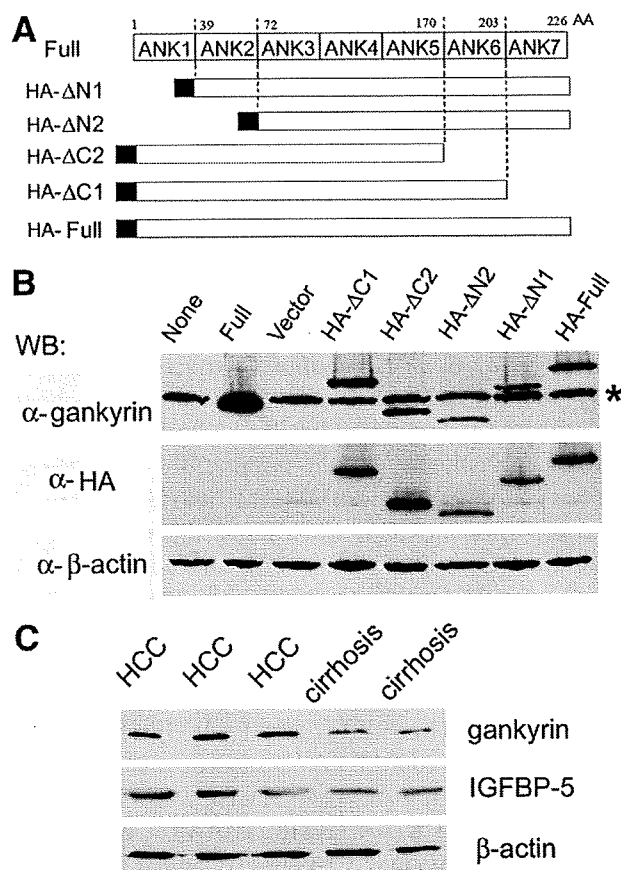 A
1 39 72 170 203 226 AA
Full ANK1 ANK2 ANK3 ANK4 ANK5 ANK6 ANK7
HA-ΔN1
HA-ΔN2
HA-ΔC2
HA-ΔC1
HA-Full
B
None Full Vector HA-ΔC1 HA-ΔC2 HA-ΔN2 HA-ΔN1 HA-Full
WB:
α-gankyrin *
α-HA
α-β-actin
C
HCC HCC HCC cirrhosis cirrhosis
gankyrin
IGFBP-5
β-actin